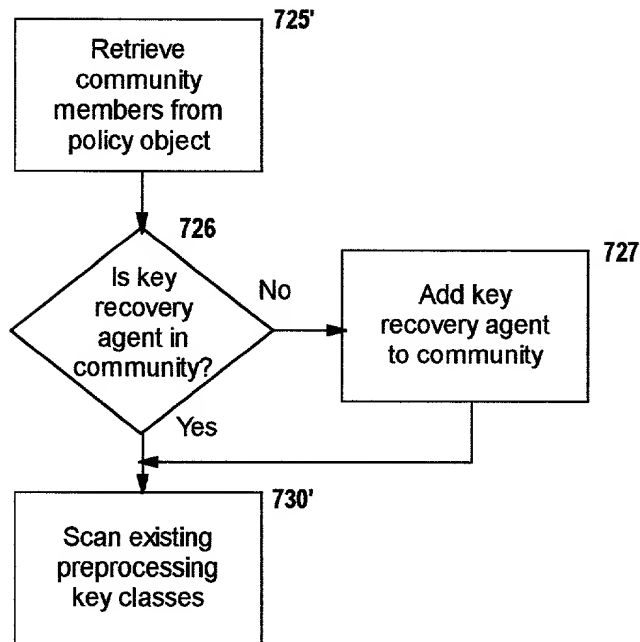 725'
Retrieve
community
members from
policy object
726
Is key
recovery
agent in
community?
No
727
Add key
recovery agent
to community
Yes
730'
Scan existing
preprocessing
key classes